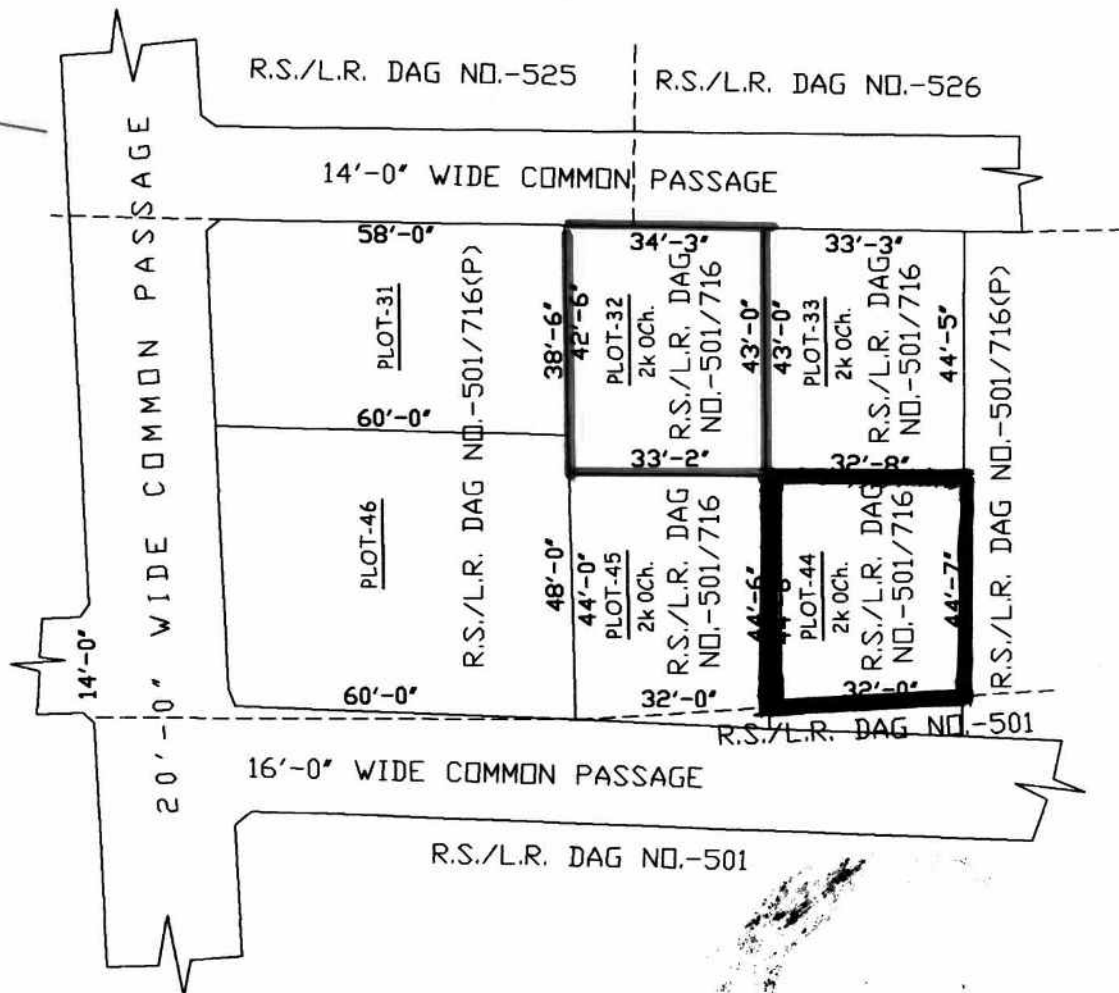 R.S./L.R. DAG NO.-525
R.S./L.R. DAG NO.-526
14'-0" WIDE COMMON PASSAGE
20'-0" WIDE COMMON PASSAGE
58'-0"
PLOT-31
R.S./L.R. DAG NO.-501/716(P)
38'-6"
60'-0"
34'-3"
42'-6"
PLOT-32
2k 0Ch.
R.S./L.R. DAG
NO.-501/716
43'-0"
33'-2"
33'-3"
43'-0"
PLOT-33
2k 0Ch.
R.S./L.R. DAG
NO.-501/716
44'-5"
32'-8"
R.S./L.R. DAG NO.-501/716(P)
PLOT-46
48'-0"
60'-0"
44'-0"
PLOT-45
2k 0Ch.
R.S./L.R. DAG
NO.-501/716
44'-6"
32'-0"
PLOT-44
2k 0Ch.
R.S./L.R. DAG
NO.-501/716
44'-7"
32'-0"
14'-0"
R.S./L.R. DAG NO.-501
16'-0" WIDE COMMON PASSAGE
R.S./L.R. DAG NO.-501